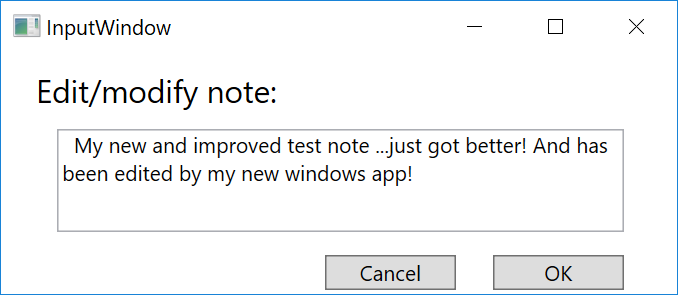 InputWindow
Edit/modify note:
My new and improved test note ...just got better! And has
been edited by my new windows app!
Cancel OK